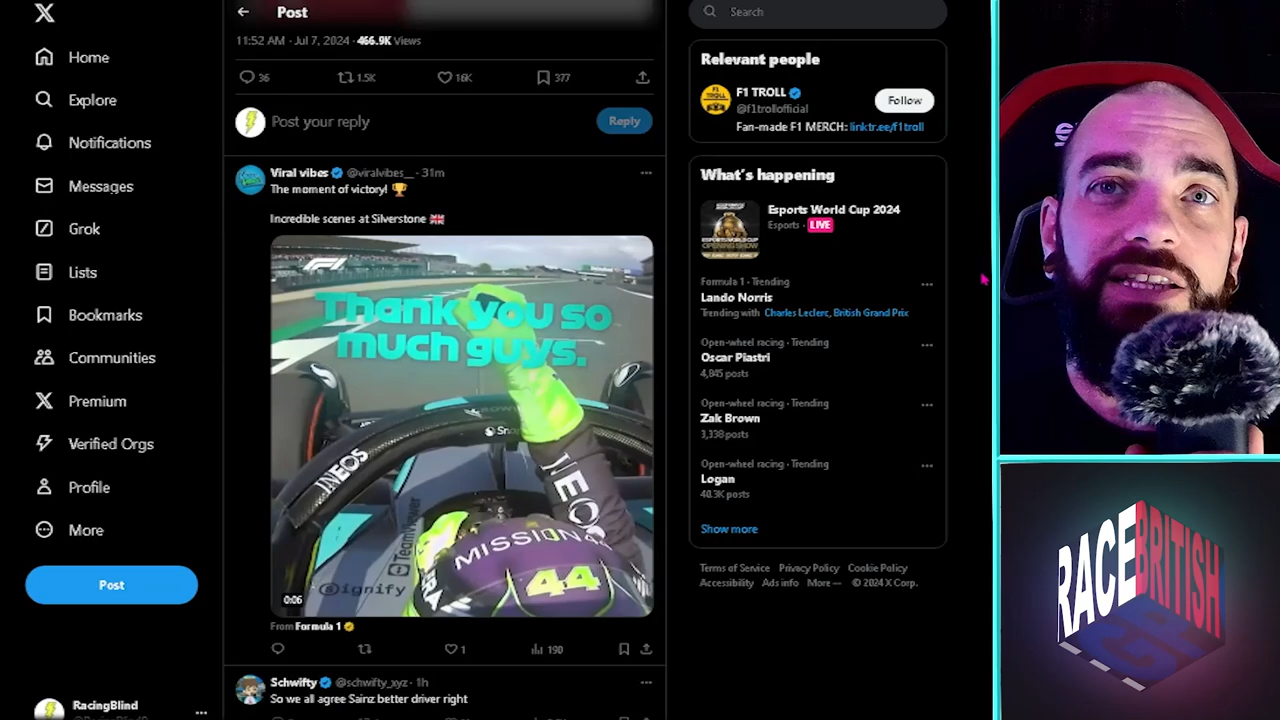 Post
11:52 AM · Jul 7, 2024 · 466.9K Views
36 1.5K 16K 377
Post your reply
Reply
Viral vibes @viralvibes__ · 31m
The moment of victory! 🏆
Incredible scenes at Silverstone 🇬🇧
F1
Thank you so
much guys.
INEOS
INEOS
TeamViewer
MISSION 44
44
@ignify
0:06
From Formula 1
1 190
Schwifty @schwifty_xyz · 1h
So we all agree Sainz better driver right
Home
Explore
Notifications
Messages
Grok
Lists
Bookmarks
Communities
Premium
Verified Orgs
Profile
More
Post
RacingBlind
Search
Relevant people
F1 TROLL
@f1trollofficial
Follow
Fan-made F1 MERCH: linktr.ee/f1troll
What's happening
Esports World Cup 2024
Esports · LIVE
Formula 1 · Trending
Lando Norris
Trending with Charles Leclerc, British Grand Prix
Open-wheel racing · Trending
Oscar Piastri
4,845 posts
Open-wheel racing · Trending
Zak Brown
3,338 posts
Open-wheel racing · Trending
Logan
40.3K posts
Show more
Terms of Service Privacy Policy Cookie Policy
Accessibility Ads info More··· © 2024 X Corp.
RACE BRITISH